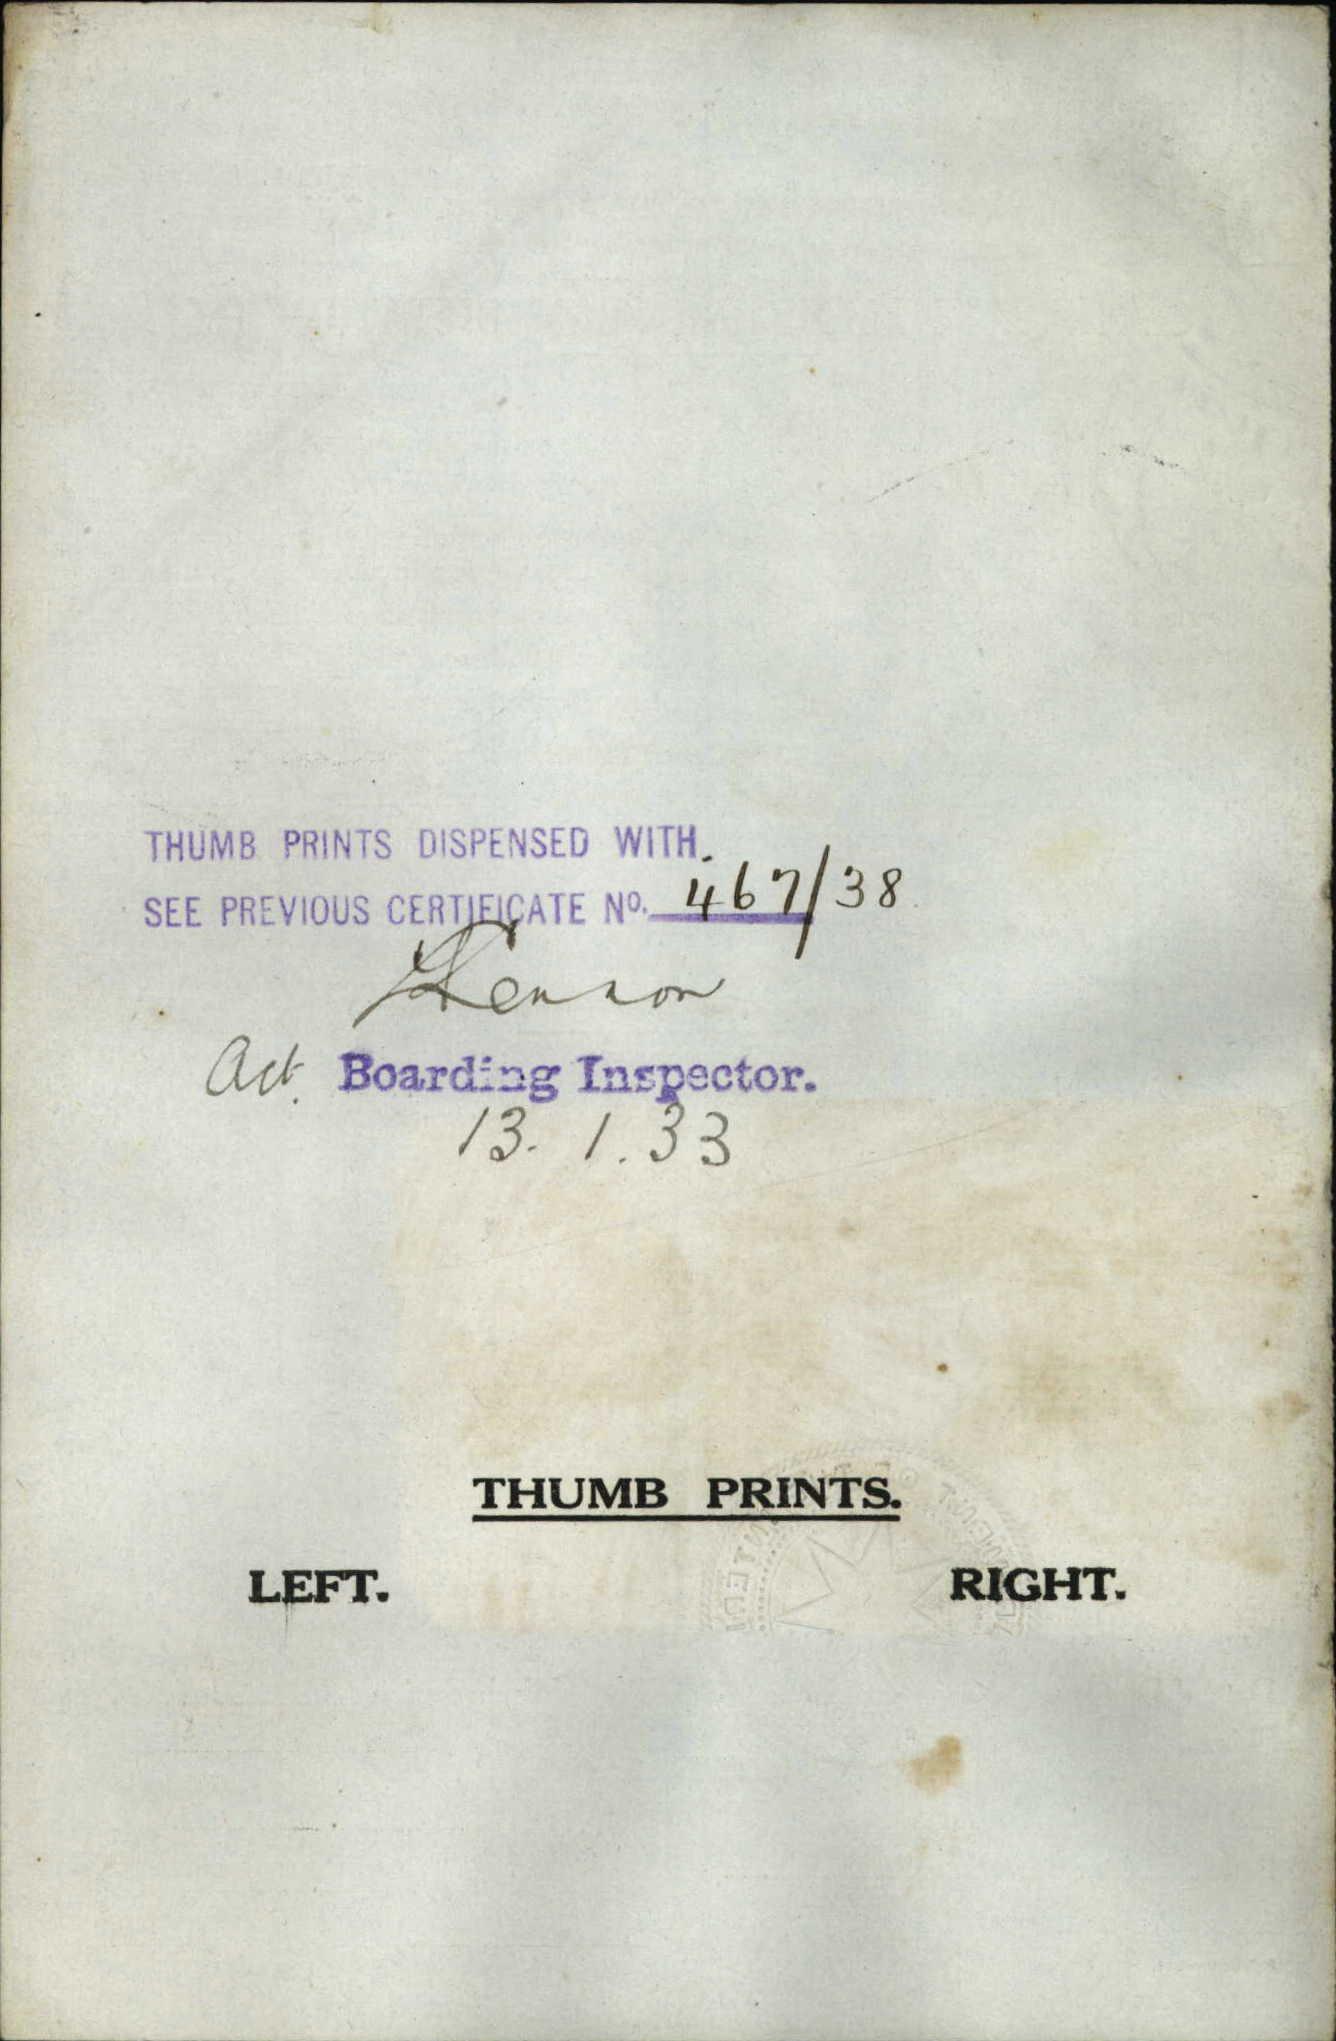 THUMB PRINTS DISPENSED WITH.
SEE PREVIOUS CERTIFICATE No. 467/38
Act. Boarding Inspector.
13. 1. 33
THUMB PRINTS.
LEFT.
RIGHT.